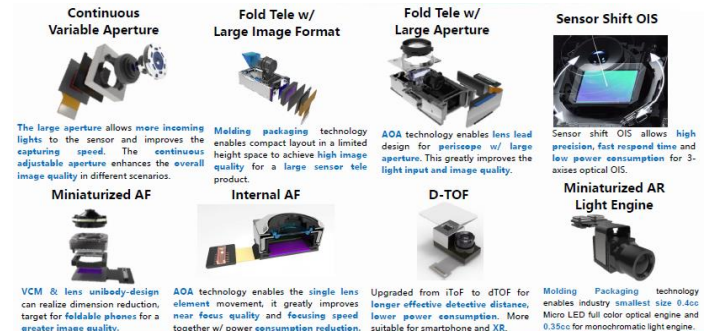 Continuous
Variable Aperture
The large aperture allows more incoming
lights to the sensor and improves the
capturing speed. The continuous
adjustable aperture enhances the overall
image quality in different scenarios.
Fold Tele w/
Large Image Format
Molding packaging technology
enables compact layout in a limited
height space to achieve high image
quality for a large sensor tele
product.
Fold Tele w/
Large Aperture
AOA technology enables lens lead
design for periscope w/ large
aperture. This greatly improves the
light input and image quality.
Sensor Shift OIS
Sensor shift OIS allows high
precision, fast respond time and
low power consumption for 3-
axises optical OIS.
Miniaturized AF
VCM & lens unibody-design
can realize dimension reduction,
target for foldable phones for a
greater image quality.
Internal AF
AOA technology enables the single lens
element movement, it greatly improves
near focus quality and focusing speed
together w/ power consumption reduction.
D-TOF
Upgraded from iToF to dTOF for
longer effective detective distance,
lower power consumption. More
suitable for smartphone and XR.
Miniaturized AR
Light Engine
Molding Packaging technology
enables industry smallest size 0.4cc
Micro LED full color optical engine and
0.35cc for monochromatic light engine.